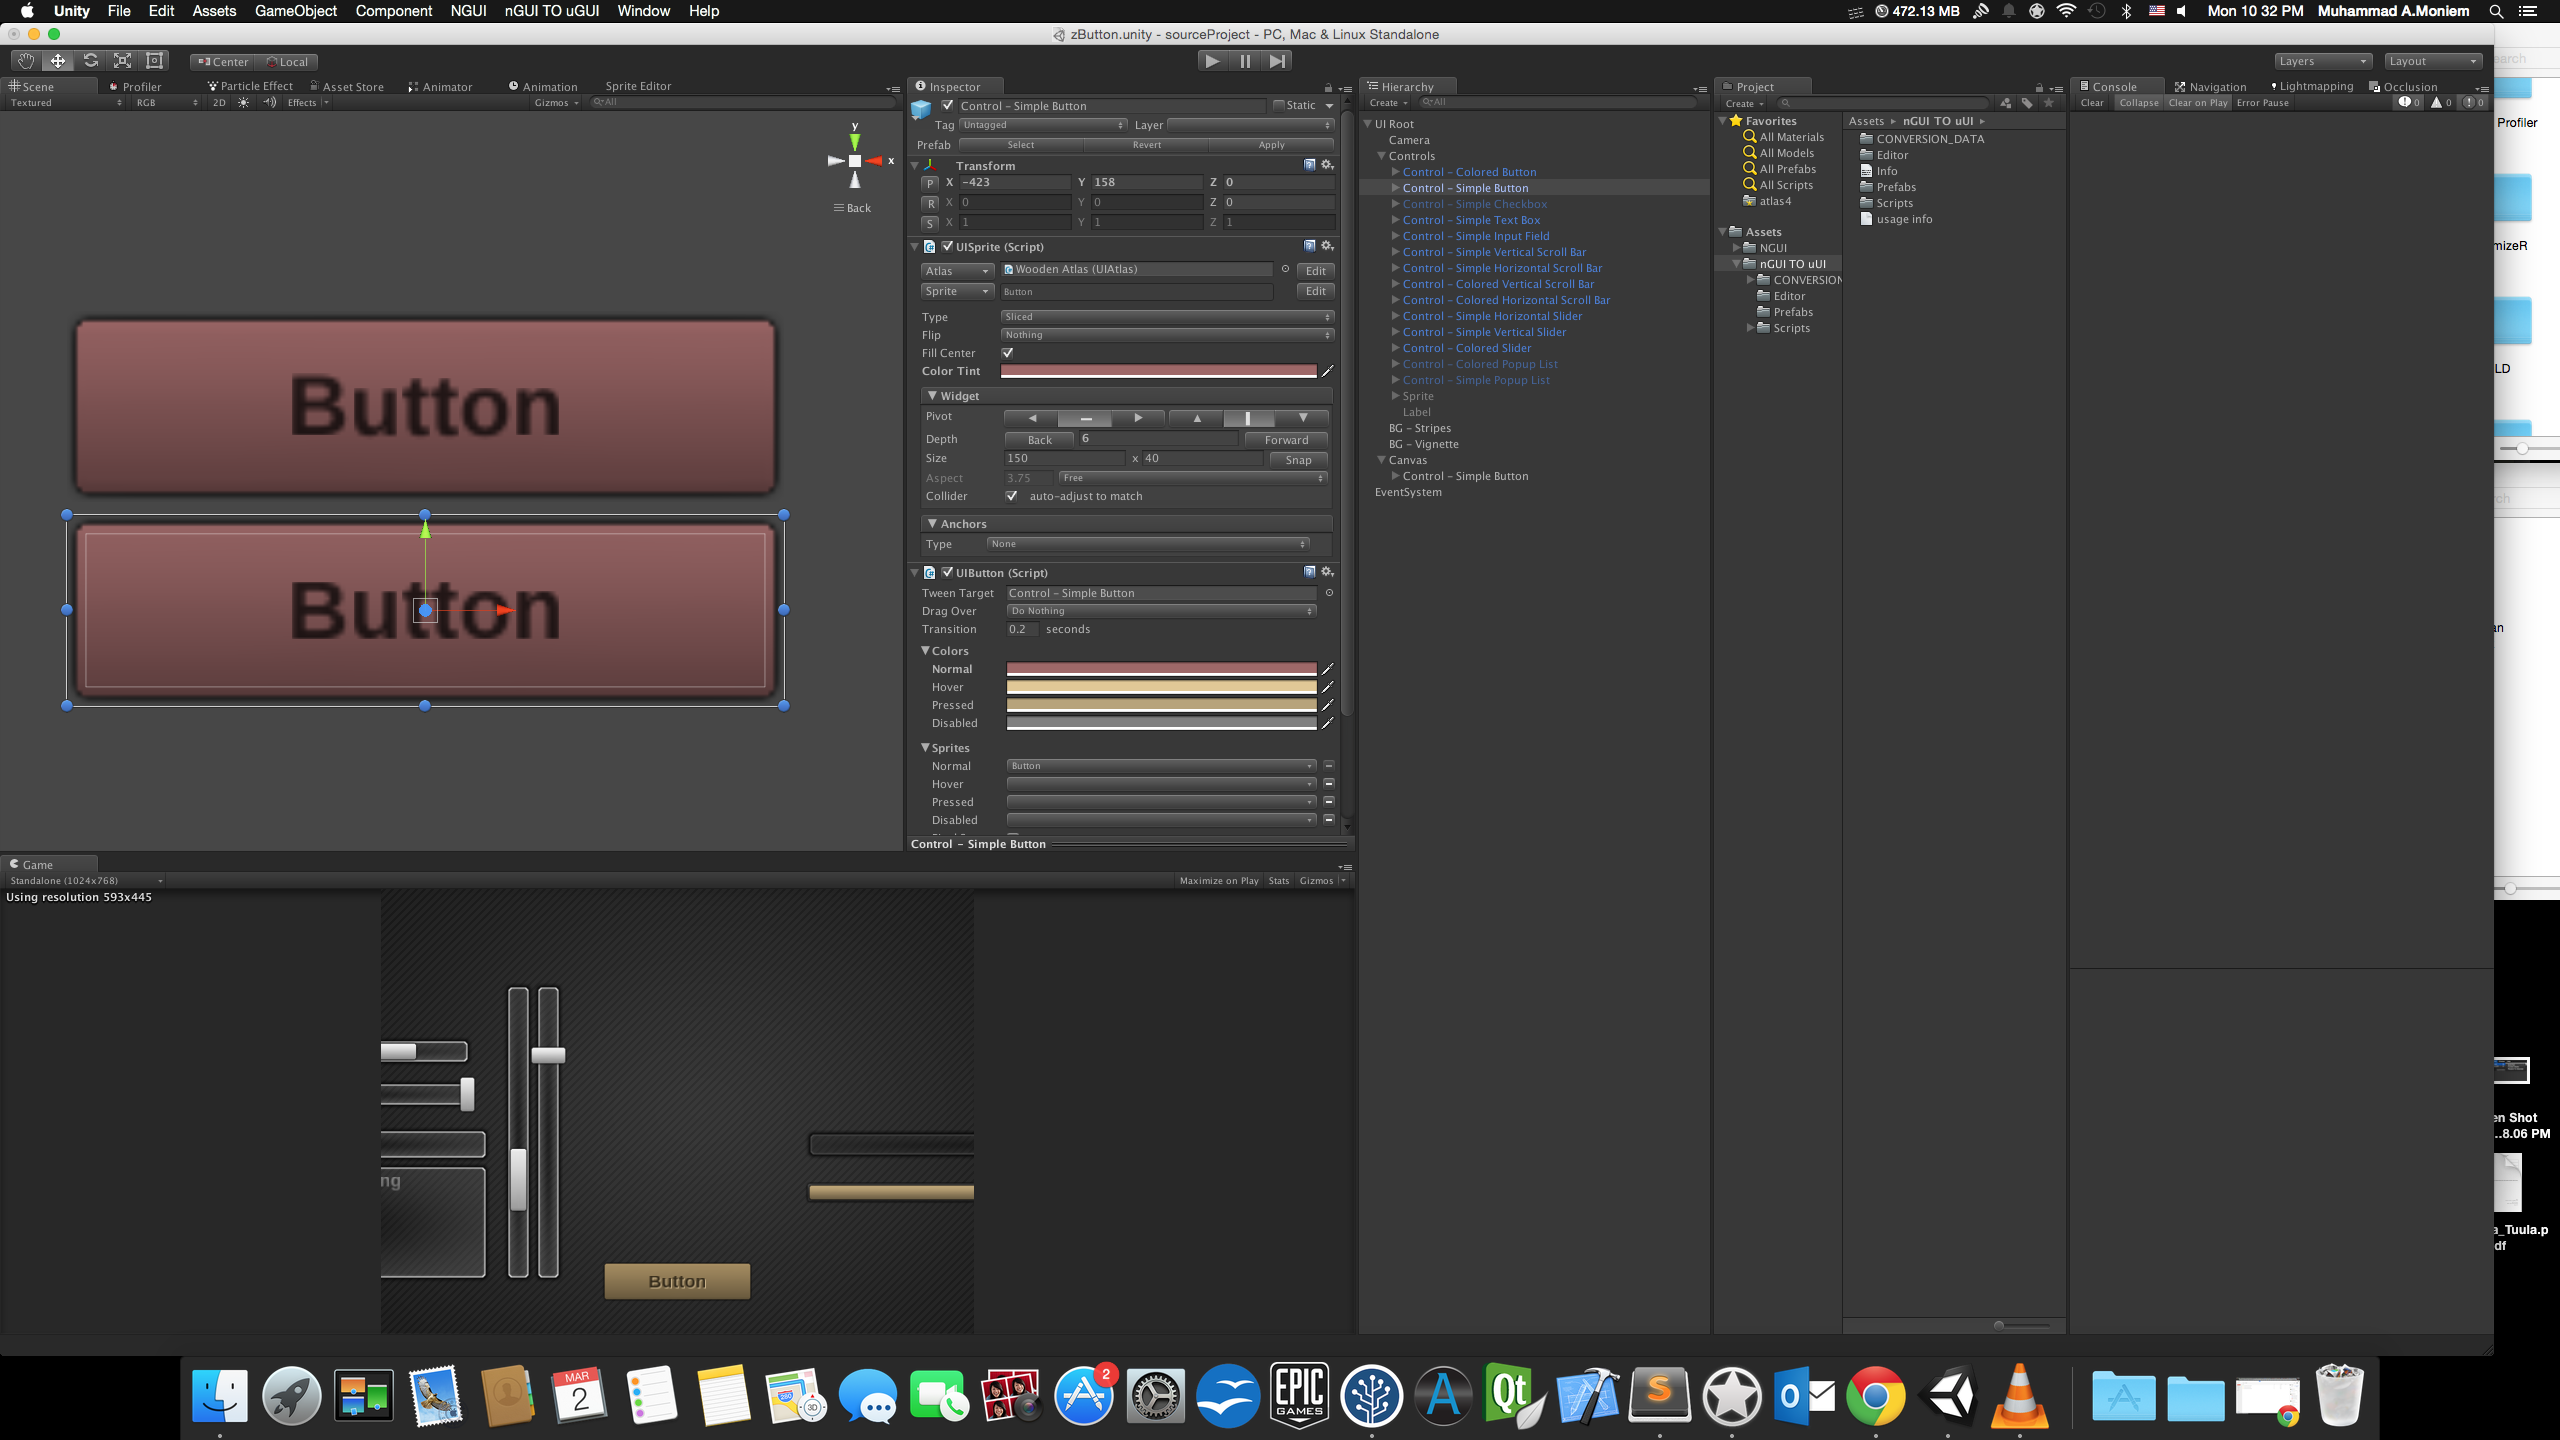 Unity File Edit Assets GameObject Component NGUI nGUI TO uGUI Window Help
472.13 MB Mon 10 32 PM Muhammad A.Moniem
zButton.unity - sourceProject - PC, Mac & Linux Standalone
Center Local
Layers Layout
Scene Profiler Particle Effect Asset Store Animator Animation Sprite Editor
Textured RGB 2D Effects Gizmos All
y
x
Back
Button
Button
Inspector
Control - Simple Button Static
Tag Untagged Layer
Prefab Select Revert Apply
Transform
P X -423 Y 158 Z 0
R X 0 Y 0 Z 0
S X 1 Y 1 Z 1
UISprite (Script)
Atlas Wooden Atlas (UIAtlas) Edit
Sprite Button Edit
Type Sliced
Flip Nothing
Fill Center
Color Tint
Widget
Pivot
Depth Back 6 Forward
Size 150 x 40 Snap
Aspect 3.75 Free
Collider auto-adjust to match
Anchors
Type None
UIButton (Script)
Tween Target Control - Simple Button
Drag Over Do Nothing
Transition 0.2 seconds
Colors
Normal
Hover
Pressed
Disabled
Sprites
Normal Button
Hover
Pressed
Disabled
Control - Simple Button
Hierarchy
Create All
UI Root
Camera
Controls
Control - Colored Button
Control - Simple Button
Control - Simple Checkbox
Control - Simple Text Box
Control - Simple Input Field
Control - Simple Vertical Scroll Bar
Control - Simple Horizontal Scroll Bar
Control - Colored Vertical Scroll Bar
Control - Colored Horizontal Scroll Bar
Control - Simple Horizontal Slider
Control - Simple Vertical Slider
Control - Colored Slider
Control - Colored Popup List
Control - Simple Popup List
Sprite
Label
BG - Stripes
BG - Vignette
Canvas
Control - Simple Button
EventSystem
Project
Create
Favorites
All Materials
All Models
All Prefabs
All Scripts
atlas4
Assets
NGUI
nGUI TO uUI
CONVERSION
Editor
Prefabs
Scripts
Assets nGUI TO uUI
CONVERSION_DATA
Editor
Info
Prefabs
Scripts
usage info
Console Navigation Lightmapping Occlusion
Clear Collapse Clear on Play Error Pause 0 0 0
earch
Profiler
mizeR
LD
rch
an
en Shot
...8.06 PM
a_Tuula.p
df
Game
Standalone (1024x768) Maximize on Play Stats Gizmos
Using resolution 593x445
ng
Button
MAR
2
280
3D
2
EPIC
GAMES
A
Qt
S